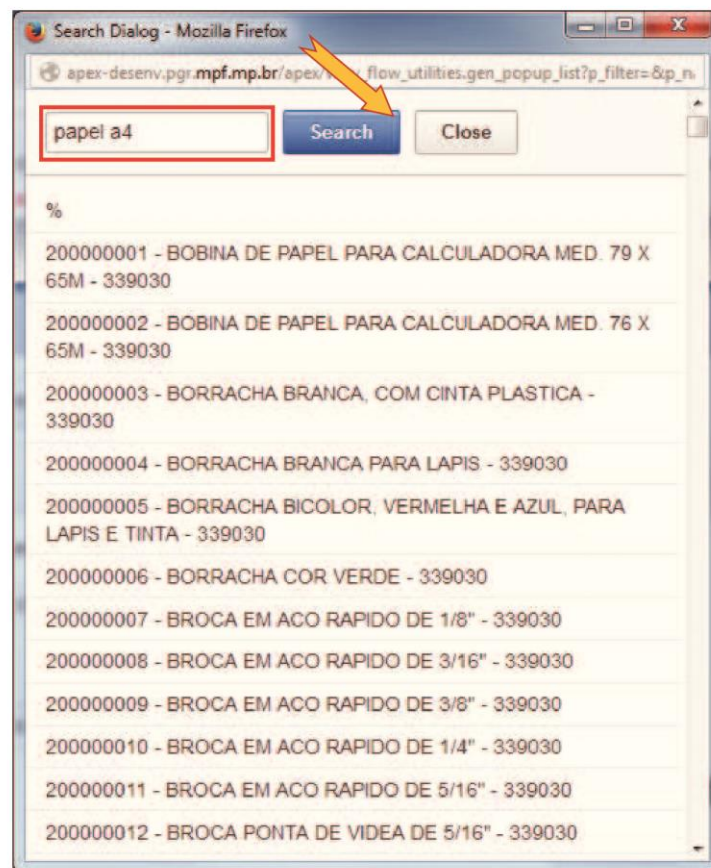 Search Dialog - Mozilla Firefox
apex-desenv.pgr.mpf.mp.br/apex/ _flow_utilities.gen_popup_list?p_filter=&p_n
papel a4
Search
Close
%
200000001 - BOBINA DE PAPEL PARA CALCULADORA MED. 79 X
65M - 339030
200000002 - BOBINA DE PAPEL PARA CALCULADORA MED. 76 X
65M - 339030
200000003 - BORRACHA BRANCA, COM CINTA PLASTICA -
339030
200000004 - BORRACHA BRANCA PARA LAPIS - 339030
200000005 - BORRACHA BICOLOR, VERMELHA E AZUL, PARA
LAPIS E TINTA - 339030
200000006 - BORRACHA COR VERDE - 339030
200000007 - BROCA EM ACO RAPIDO DE 1/8" - 339030
200000008 - BROCA EM ACO RAPIDO DE 3/16" - 339030
200000009 - BROCA EM ACO RAPIDO DE 3/8" - 339030
200000010 - BROCA EM ACO RAPIDO DE 1/4" - 339030
200000011 - BROCA EM ACO RAPIDO DE 5/16" - 339030
200000012 - BROCA PONTA DE VIDEA DE 5/16" - 339030